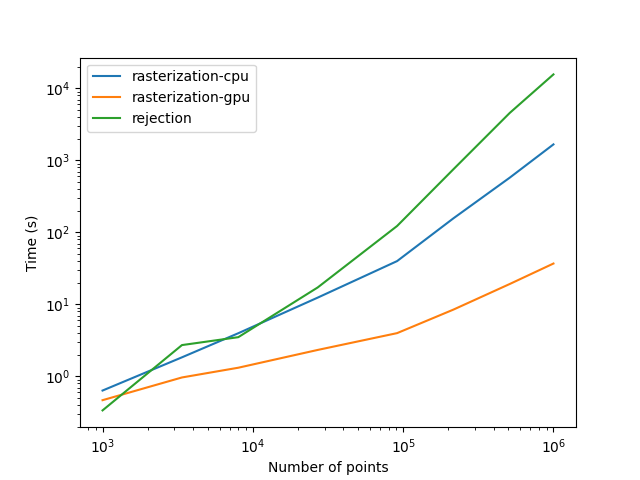 rasterization-cpu
rasterization-gpu
rejection
10⁴
10³
10²
10¹
10⁰
Time (s)
10³ 10⁴ 10⁵ 10⁶
Number of points